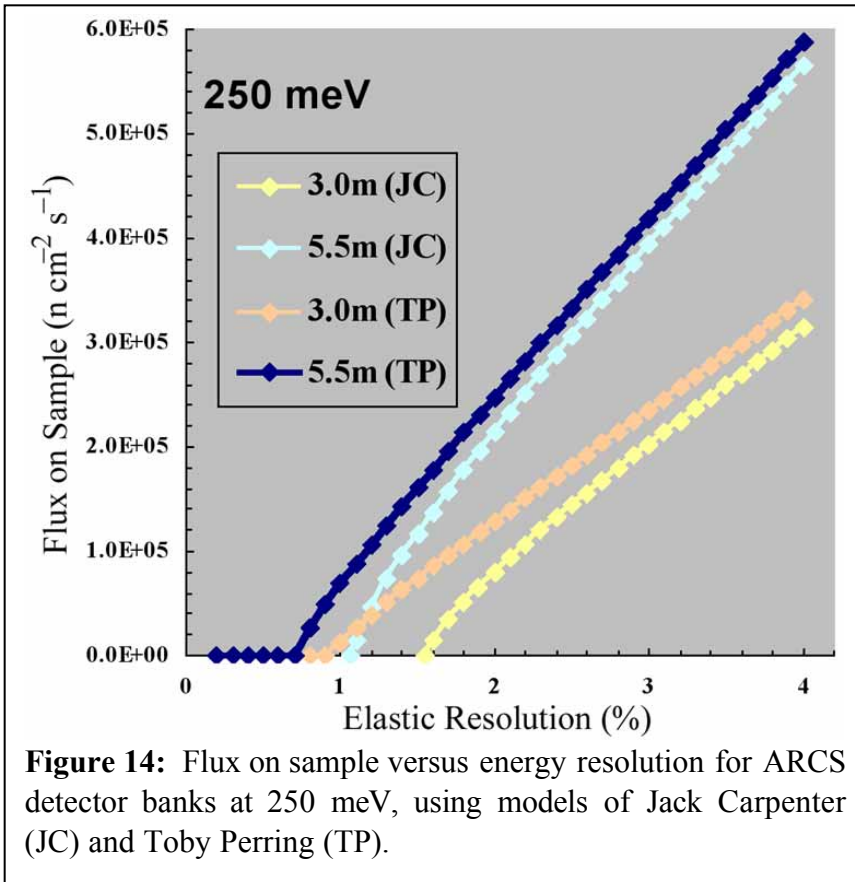 6.0E+05
5.0E+05
4.0E+05
3.0E+05
2.0E+05
1.0E+05
0.0E+00
Flux on Sample (n cm⁻² s⁻¹)
250 meV
3.0m (JC)
5.5m (JC)
3.0m (TP)
5.5m (TP)
0 1 2 3 4
Elastic Resolution (%)
Figure 14: Flux on sample versus energy resolution for ARCS
detector banks at 250 meV, using models of Jack Carpenter
(JC) and Toby Perring (TP).